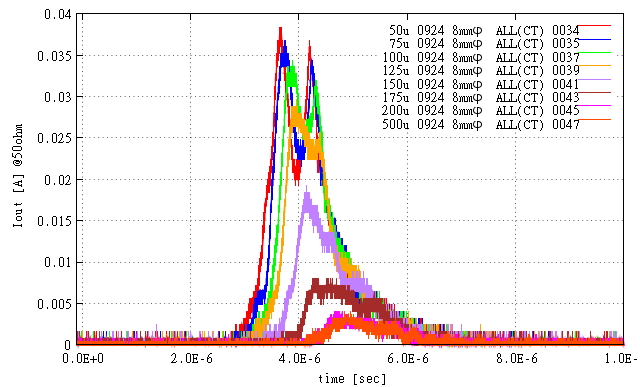 0.04
0.035
0.03
0.025
0.02
0.015
0.01
0.005
0
Iout [A] @50ohm
50u 0924 8mmφ ALL(CT) 0034
75u 0924 8mmφ ALL(CT) 0035
100u 0924 8mmφ ALL(CT) 0037
125u 0924 8mmφ ALL(CT) 0039
150u 0924 8mmφ ALL(CT) 0041
175u 0924 8mmφ ALL(CT) 0043
200u 0924 8mmφ ALL(CT) 0045
500u 0924 8mmφ ALL(CT) 0047
-0.0E+0 2.0E-6 4.0E-6 6.0E-6 8.0E-6 1.0E-
time [sec]